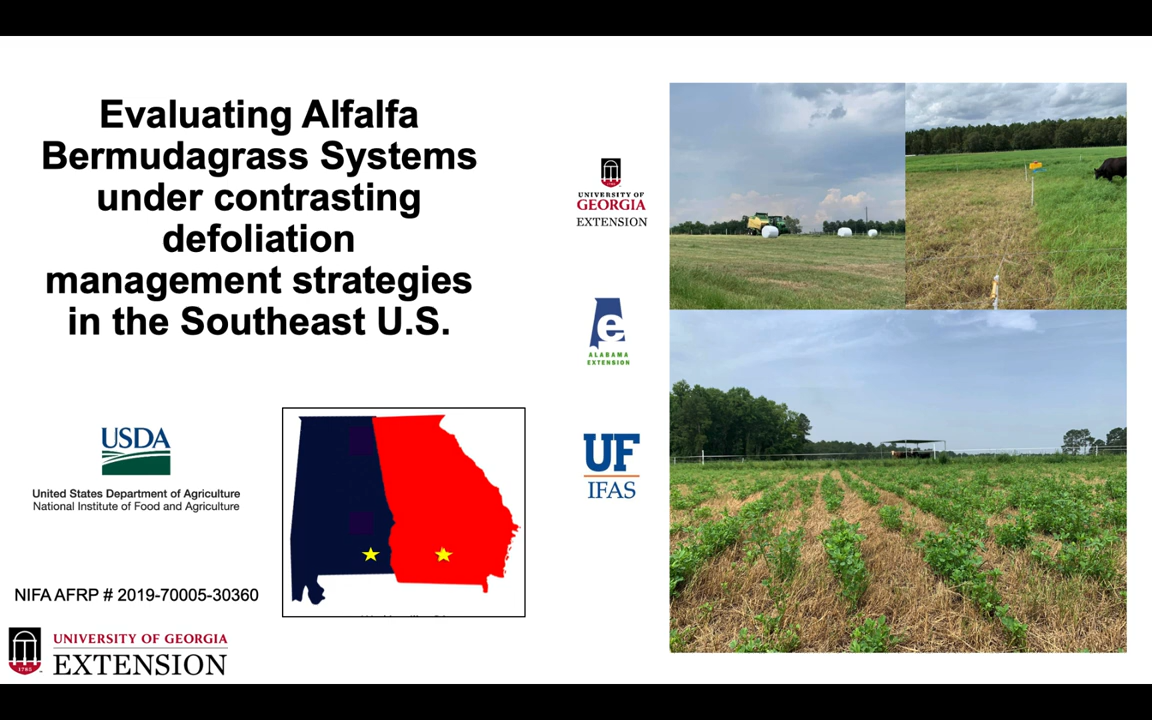 Evaluating Alfalfa
Bermudagrass Systems
under contrasting
defoliation
management strategies
in the Southeast U.S.
UNIVERSITY OF
GEORGIA
EXTENSION
e
ALABAMA
EXTENSION
UF
IFAS
USDA
United States Department of Agriculture
National Institute of Food and Agriculture
NIFA AFRP # 2019-70005-30360
1785
UNIVERSITY OF GEORGIA
EXTENSION